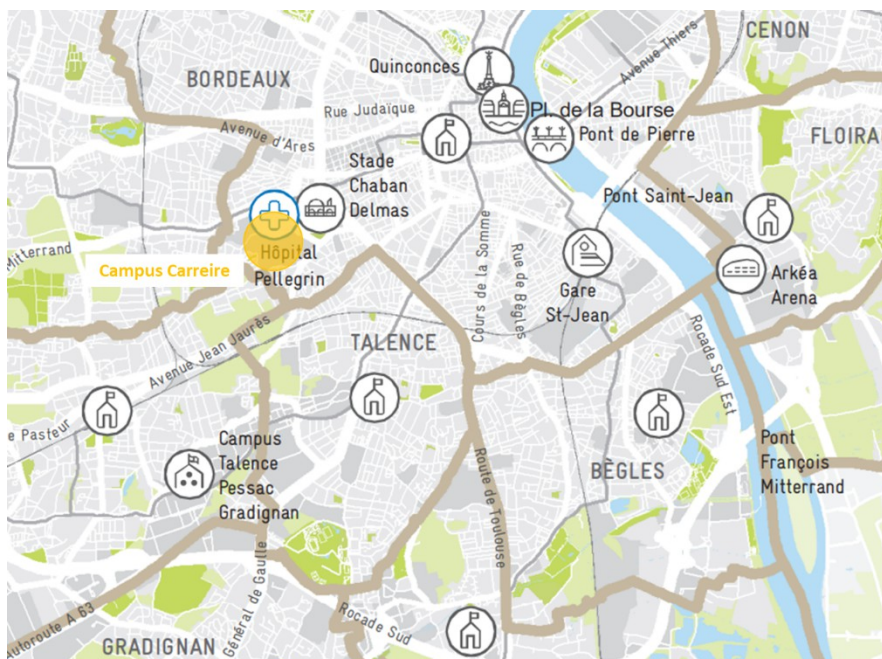 CENON
Quinconces
BORDEAUX
Avenue Thiers
Rue Judaïque
Pl. de la Bourse
Pont de Pierre
Avenue d'Ares
FLOIRA
Stade
Chaban
Delmas
Pont Saint-Jean
Mitterrand
Campus Carreire
Hôpital
Pellegrin
Cours de la Somme
Rue de Bègles
Gare
St-Jean
Arkéa
Arena
Avenue Jean Jaurès
TALENCE
Rocade Sud Est
e Pasteur
Campus
Talence
Pessac
Gradignan
Route de Toulouse
BÈGLES
Pont
François
Mitterrand
Général de Gaulle
Autoroute A 63
Rocade Sud
GRADIGNAN